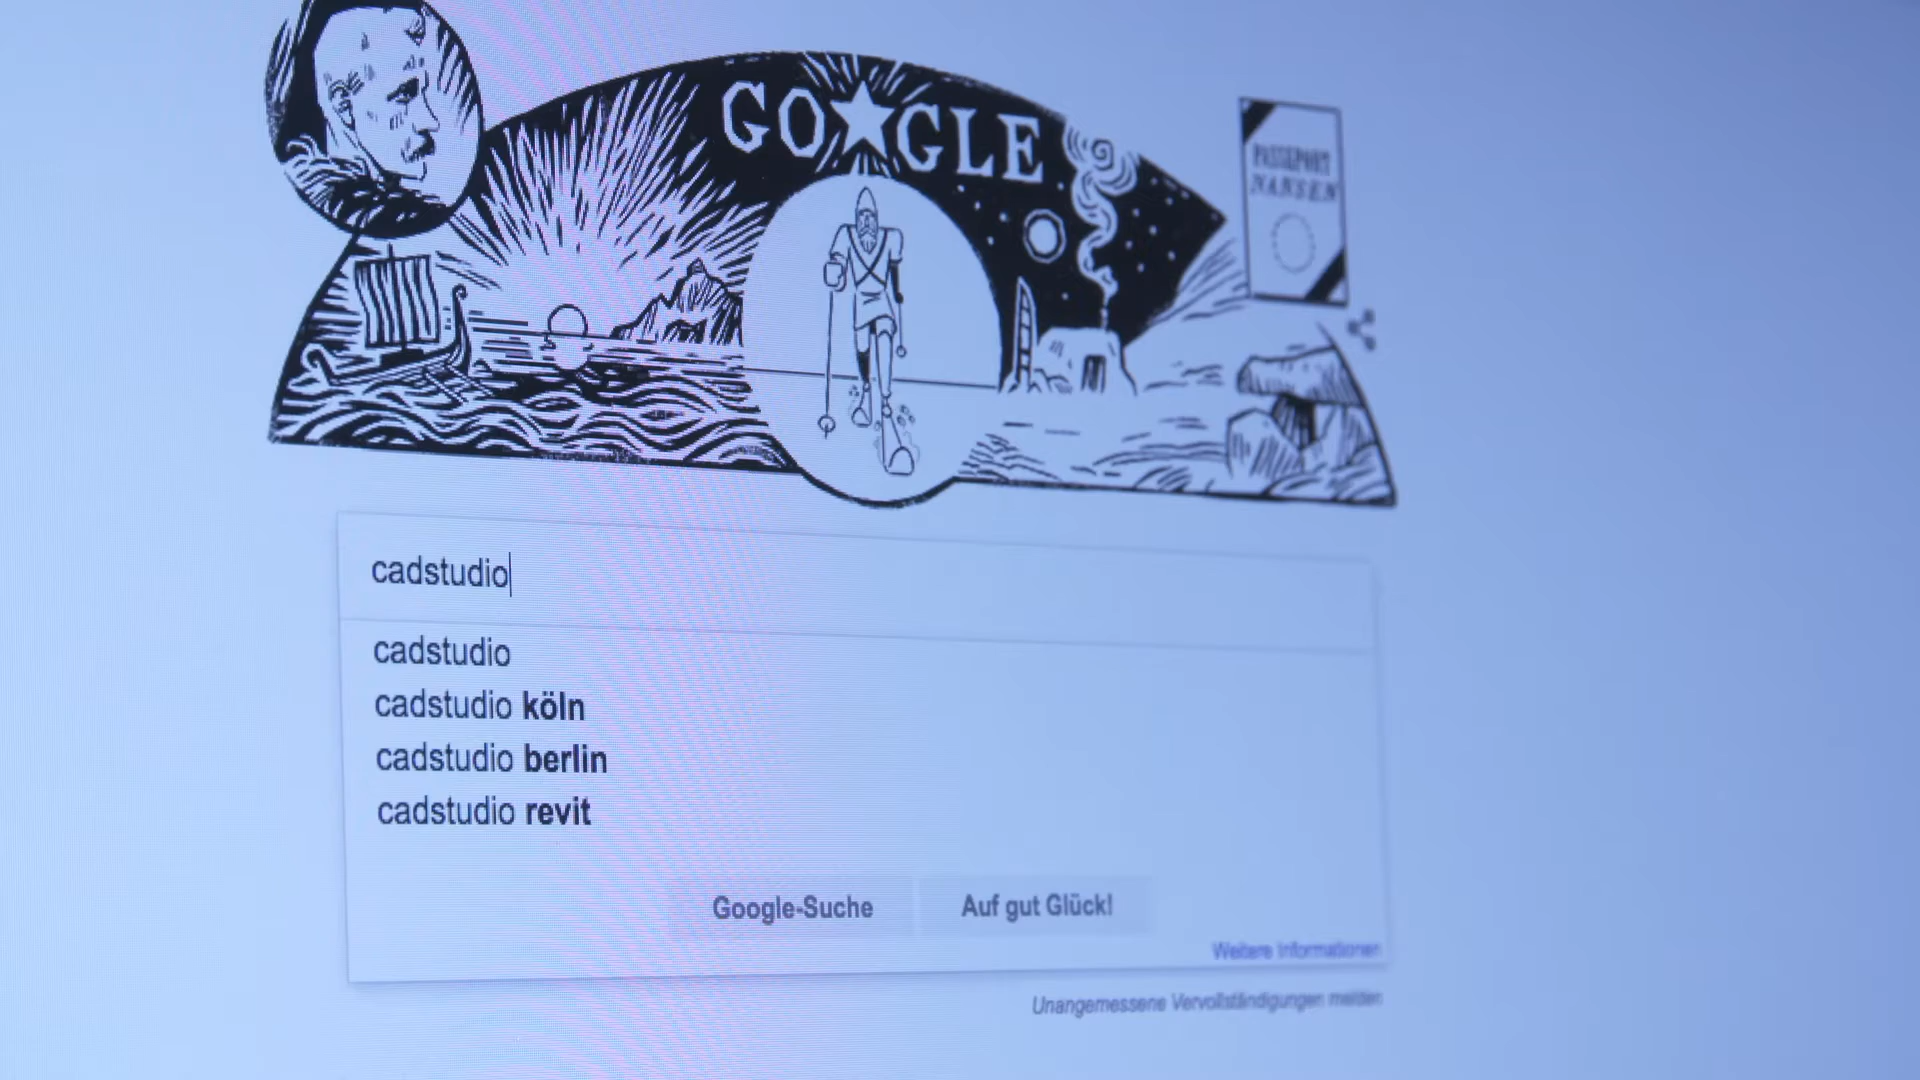 GO★GLE
PASSEPORT
NANSEN
cadstudio
cadstudio
cadstudio köln
cadstudio berlin
cadstudio revit
Google-Suche
Auf gut Glück!
Weitere Informationen
Unangemessene Vervollständigungen melden